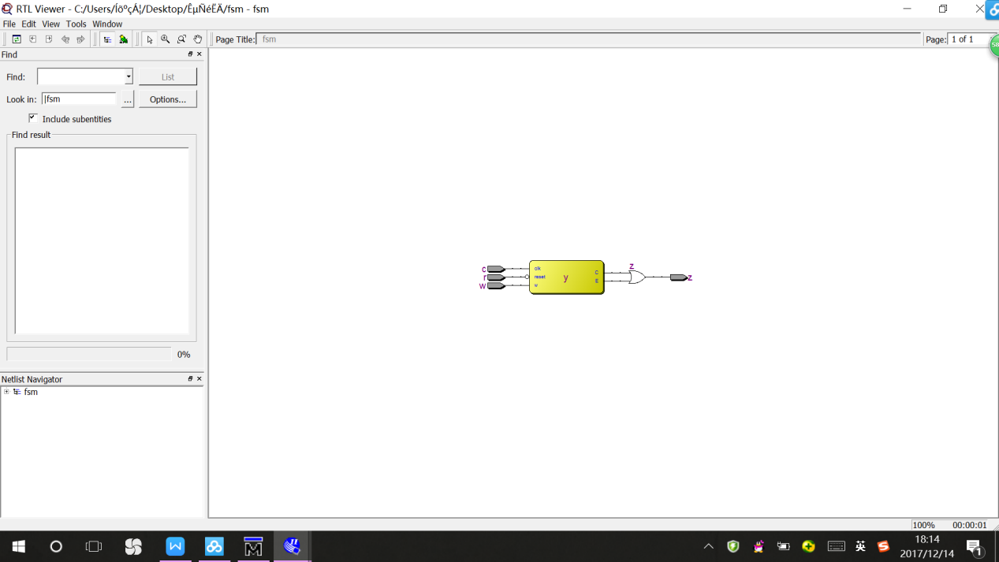 RTL Viewer - C:/Users/ÍõºçÁ¦/Desktop/ÊµÑéËÄ/fsm - fsm
File Edit View Tools Window
Page Title: fsm
Page: 1 of 1
Find
Find:
List
Look in: |fsm
...
Options...
Include subentities
Find result
0%
Netlist Navigator
fsm
c
r
w
clk
reset
w
y
C
E
z
z
100% 00:00:01
英
18:14
2017/12/14
1